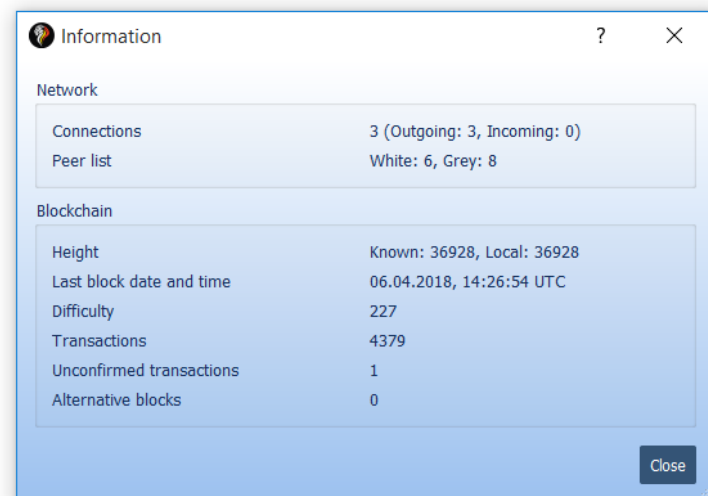 Information
?
Network
Connections 3 (Outgoing: 3, Incoming: 0)
Peer list White: 6, Grey: 8
Blockchain
Height Known: 36928, Local: 36928
Last block date and time 06.04.2018, 14:26:54 UTC
Difficulty 227
Transactions 4379
Unconfirmed transactions 1
Alternative blocks 0
Close